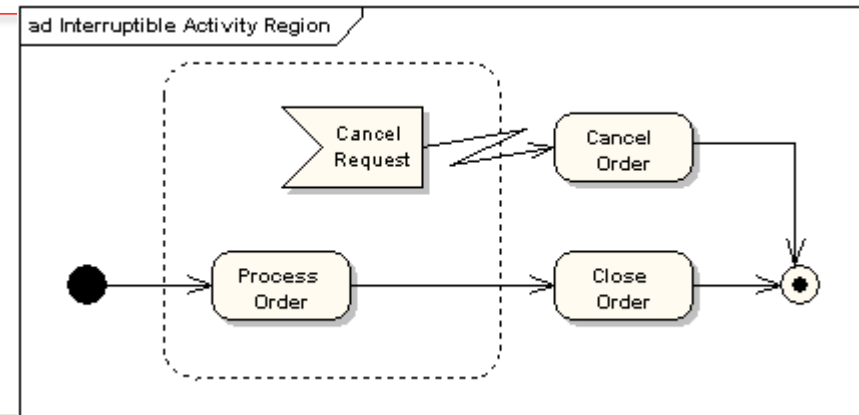 ad Interruptible Activity Region
Cancel
Request
Cancel
Order
Process
Order
Close
Order